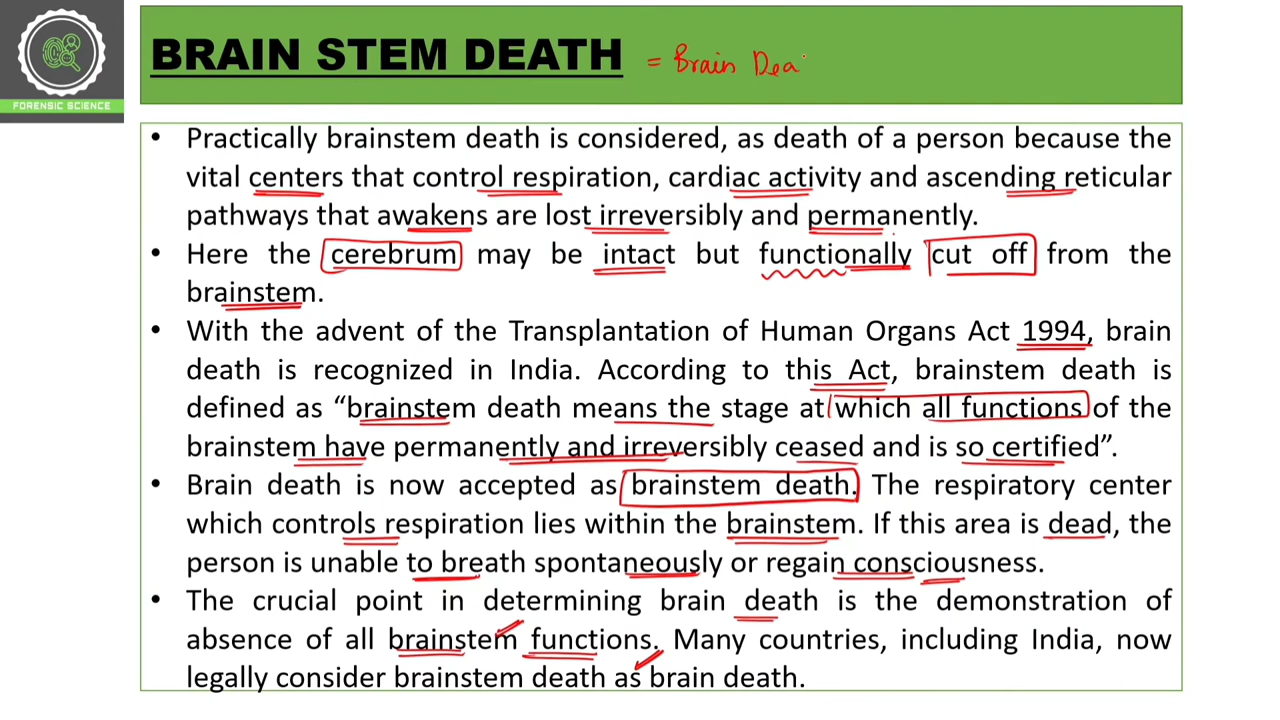 FORENSIC SCIENCE
BRAIN STEM DEATH = Brain Dea
• Practically brainstem death is considered, as death of a person because the
vital centers that control respiration, cardiac activity and ascending reticular
pathways that awakens are lost irreversibly and permanently.
• Here the cerebrum may be intact but functionally cut off from the
brainstem.
• With the advent of the Transplantation of Human Organs Act 1994, brain
death is recognized in India. According to this Act, brainstem death is
defined as “brainstem death means the stage at which all functions of the
brainstem have permanently and irreversibly ceased and is so certified”.
• Brain death is now accepted as brainstem death. The respiratory center
which controls respiration lies within the brainstem. If this area is dead, the
person is unable to breath spontaneously or regain consciousness.
• The crucial point in determining brain death is the demonstration of
absence of all brainstem functions. Many countries, including India, now
legally consider brainstem death as brain death.